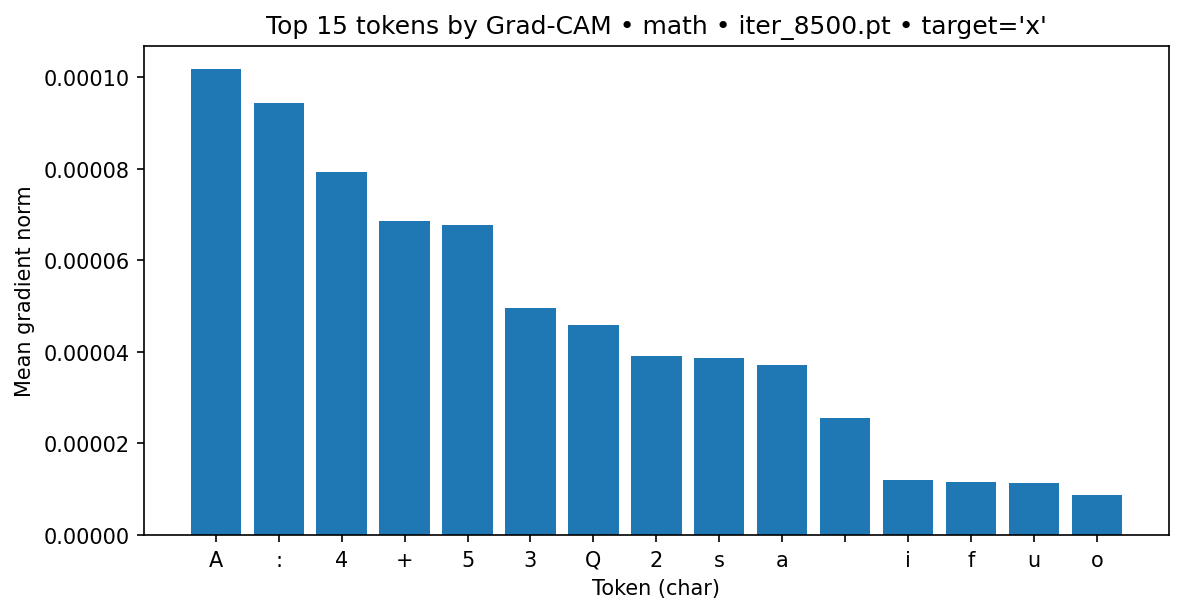 Top 15 tokens by Grad-CAM • math • iter_8500.pt • target='x'
Mean gradient norm
0.00010
0.00008
0.00006
0.00004
0.00002
0.00000
A : 4 + 5 3 Q 2 s a i f u o
Token (char)